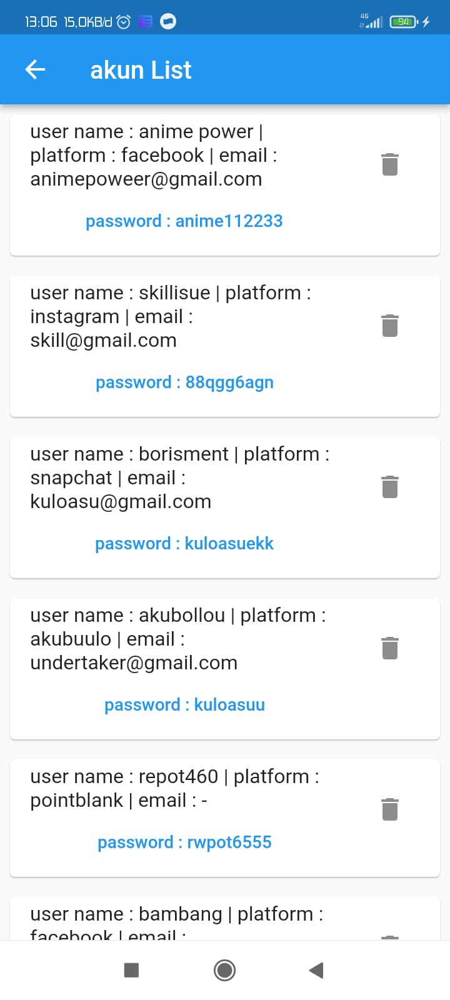 13:06 15,0KB/d
4G
94
akun List
user name : anime power |
platform : facebook | email :
animepoweer@gmail.com
password : anime112233
user name : skillisue | platform :
instagram | email :
skill@gmail.com
password : 88qgg6agn
user name : borisment | platform :
snapchat | email :
kuloasu@gmail.com
password : kuloasuekk
user name : akubollou | platform :
akubuulo | email :
undertaker@gmail.com
password : kuloasuu
user name : repot460 | platform :
pointblank | email : -
password : rwpot6555
user name : bambang | platform :
facebook | email :